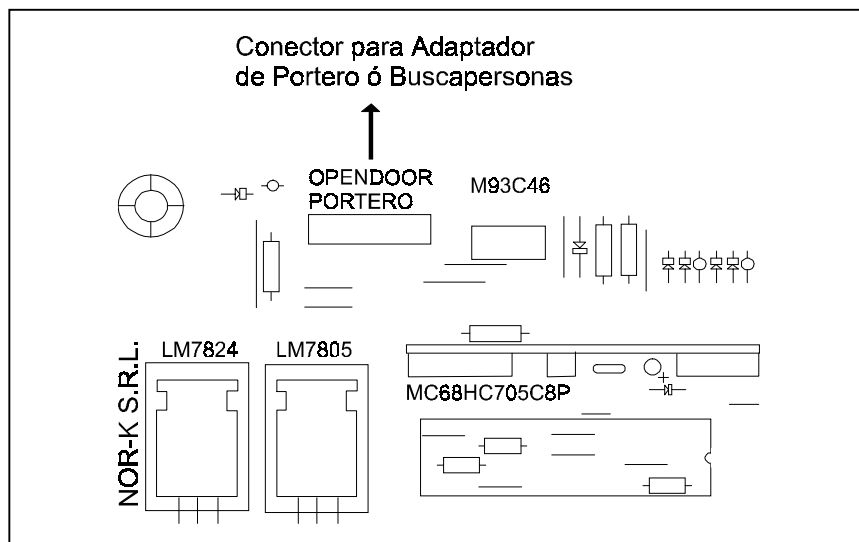 Conector para Adaptador
de Portero ó Buscapersonas
OPENDOOR
PORTERO
M93C46
NOR-K S.R.L.
LM7824
LM7805
MC68HC705C8P
+